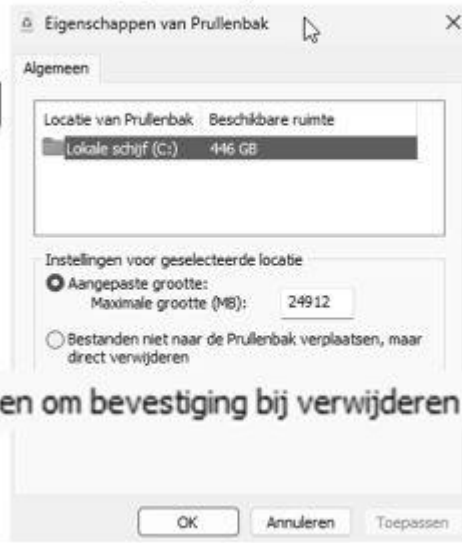 Eigenschappen van Prullenbak
Algemeen
Locatie van Prullenbak Beschikbare ruimte
Lokale schijf (C:) 446 GB
Instellingen voor geselecteerde locatie
Aangepaste grootte:
Maximale grootte (MB): 24912
Bestanden niet naar de Prullenbak verplaatsen, maar
direct verwijderen
en om bevestiging bij verwijderen
OK Annuleren Toepassen